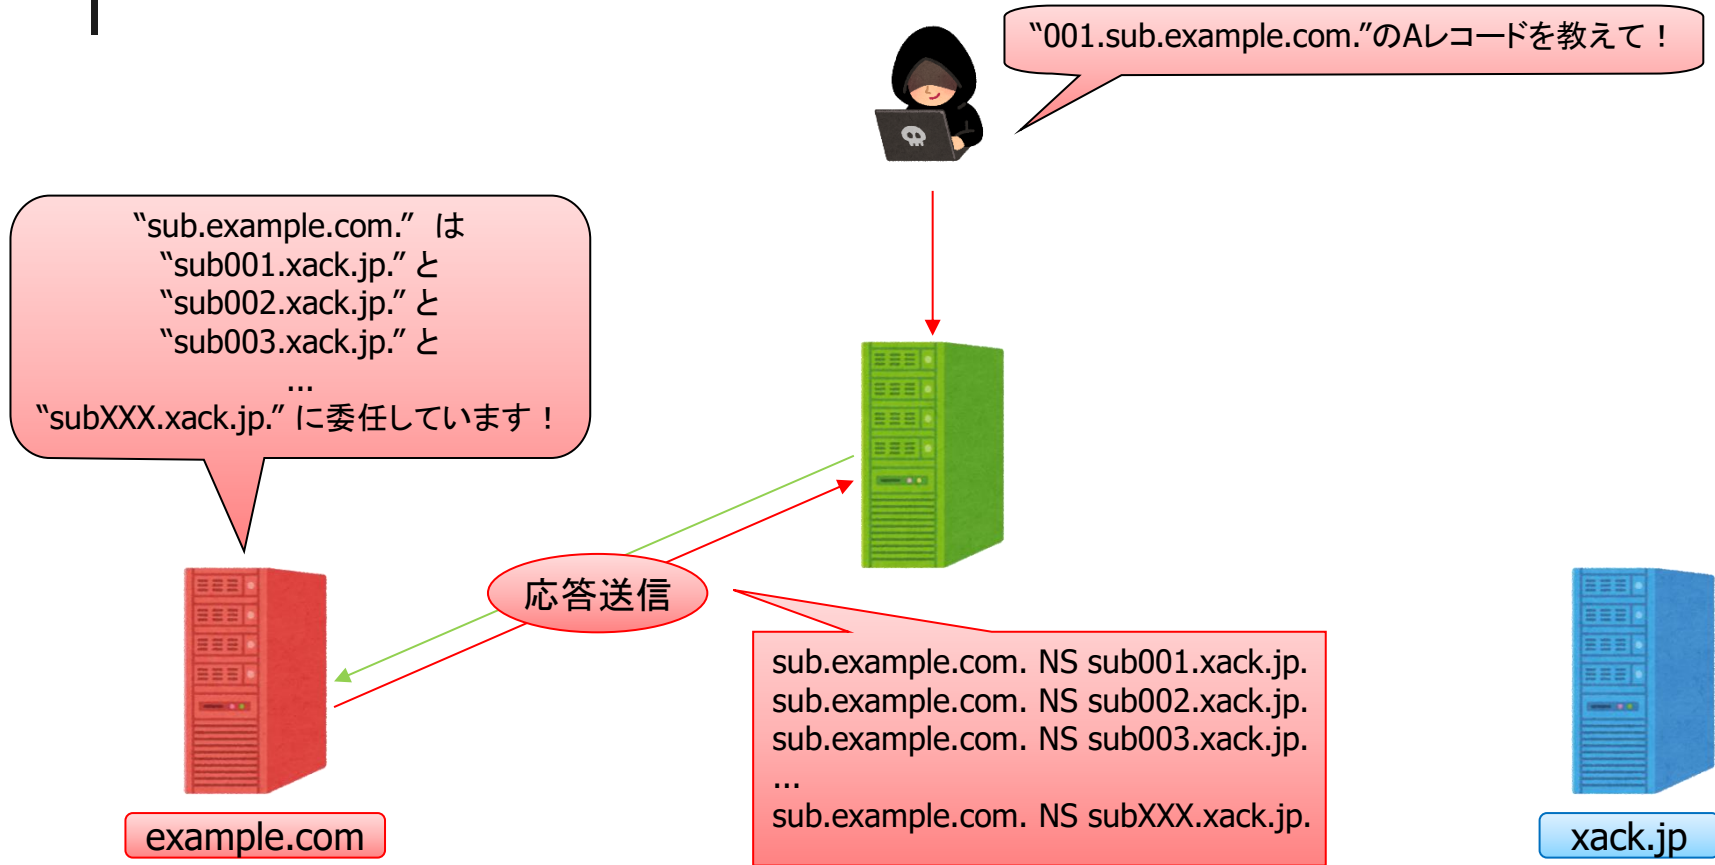 “001.sub.example.com.”のAレコードを教えて！
“sub.example.com.” は
“sub001.xack.jp.” と
“sub002.xack.jp.” と
“sub003.xack.jp.” と
...
“subXXX.xack.jp.” に委任しています！
応答送信
sub.example.com. NS sub001.xack.jp.
sub.example.com. NS sub002.xack.jp.
sub.example.com. NS sub003.xack.jp.
...
sub.example.com. NS subXXX.xack.jp.
example.com
xack.jp